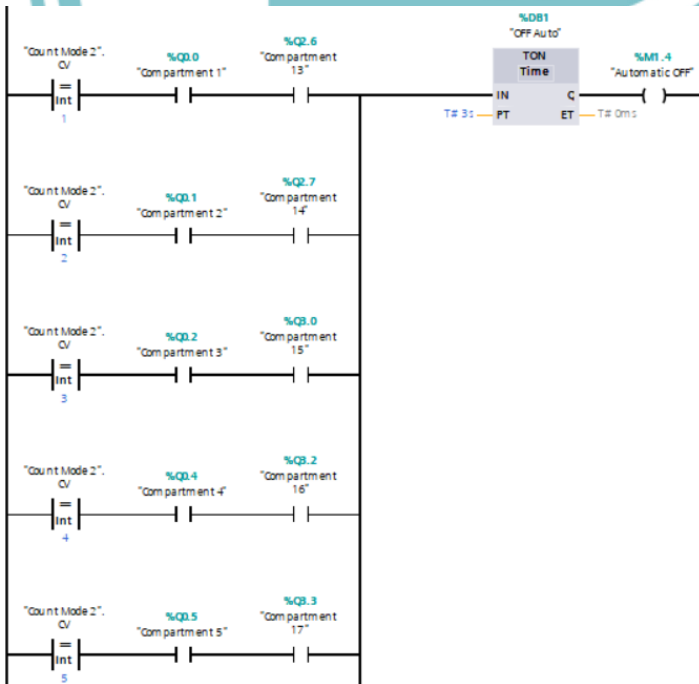 %DB1
"OFF Auto"
TON
Time
IN Q
T# 3s PT ET T# 0ms
%M1.4
"Automatic OFF"
"Count Mode 2".
CV
=
Int
1
%Q0.0
"Compartment 1"
%Q2.6
"Compartment
13"
"Count Mode 2".
CV
=
Int
2
%Q0.1
"Compartment 2"
%Q2.7
"Compartment
14"
"Count Mode 2".
CV
=
Int
3
%Q0.2
"Compartment 3"
%Q3.0
"Compartment
15"
"Count Mode 2".
CV
=
Int
4
%Q0.4
"Compartment 4"
%Q3.2
"Compartment
16"
"Count Mode 2".
CV
=
Int
5
%Q0.5
"Compartment 5"
%Q3.3
"Compartment
17"